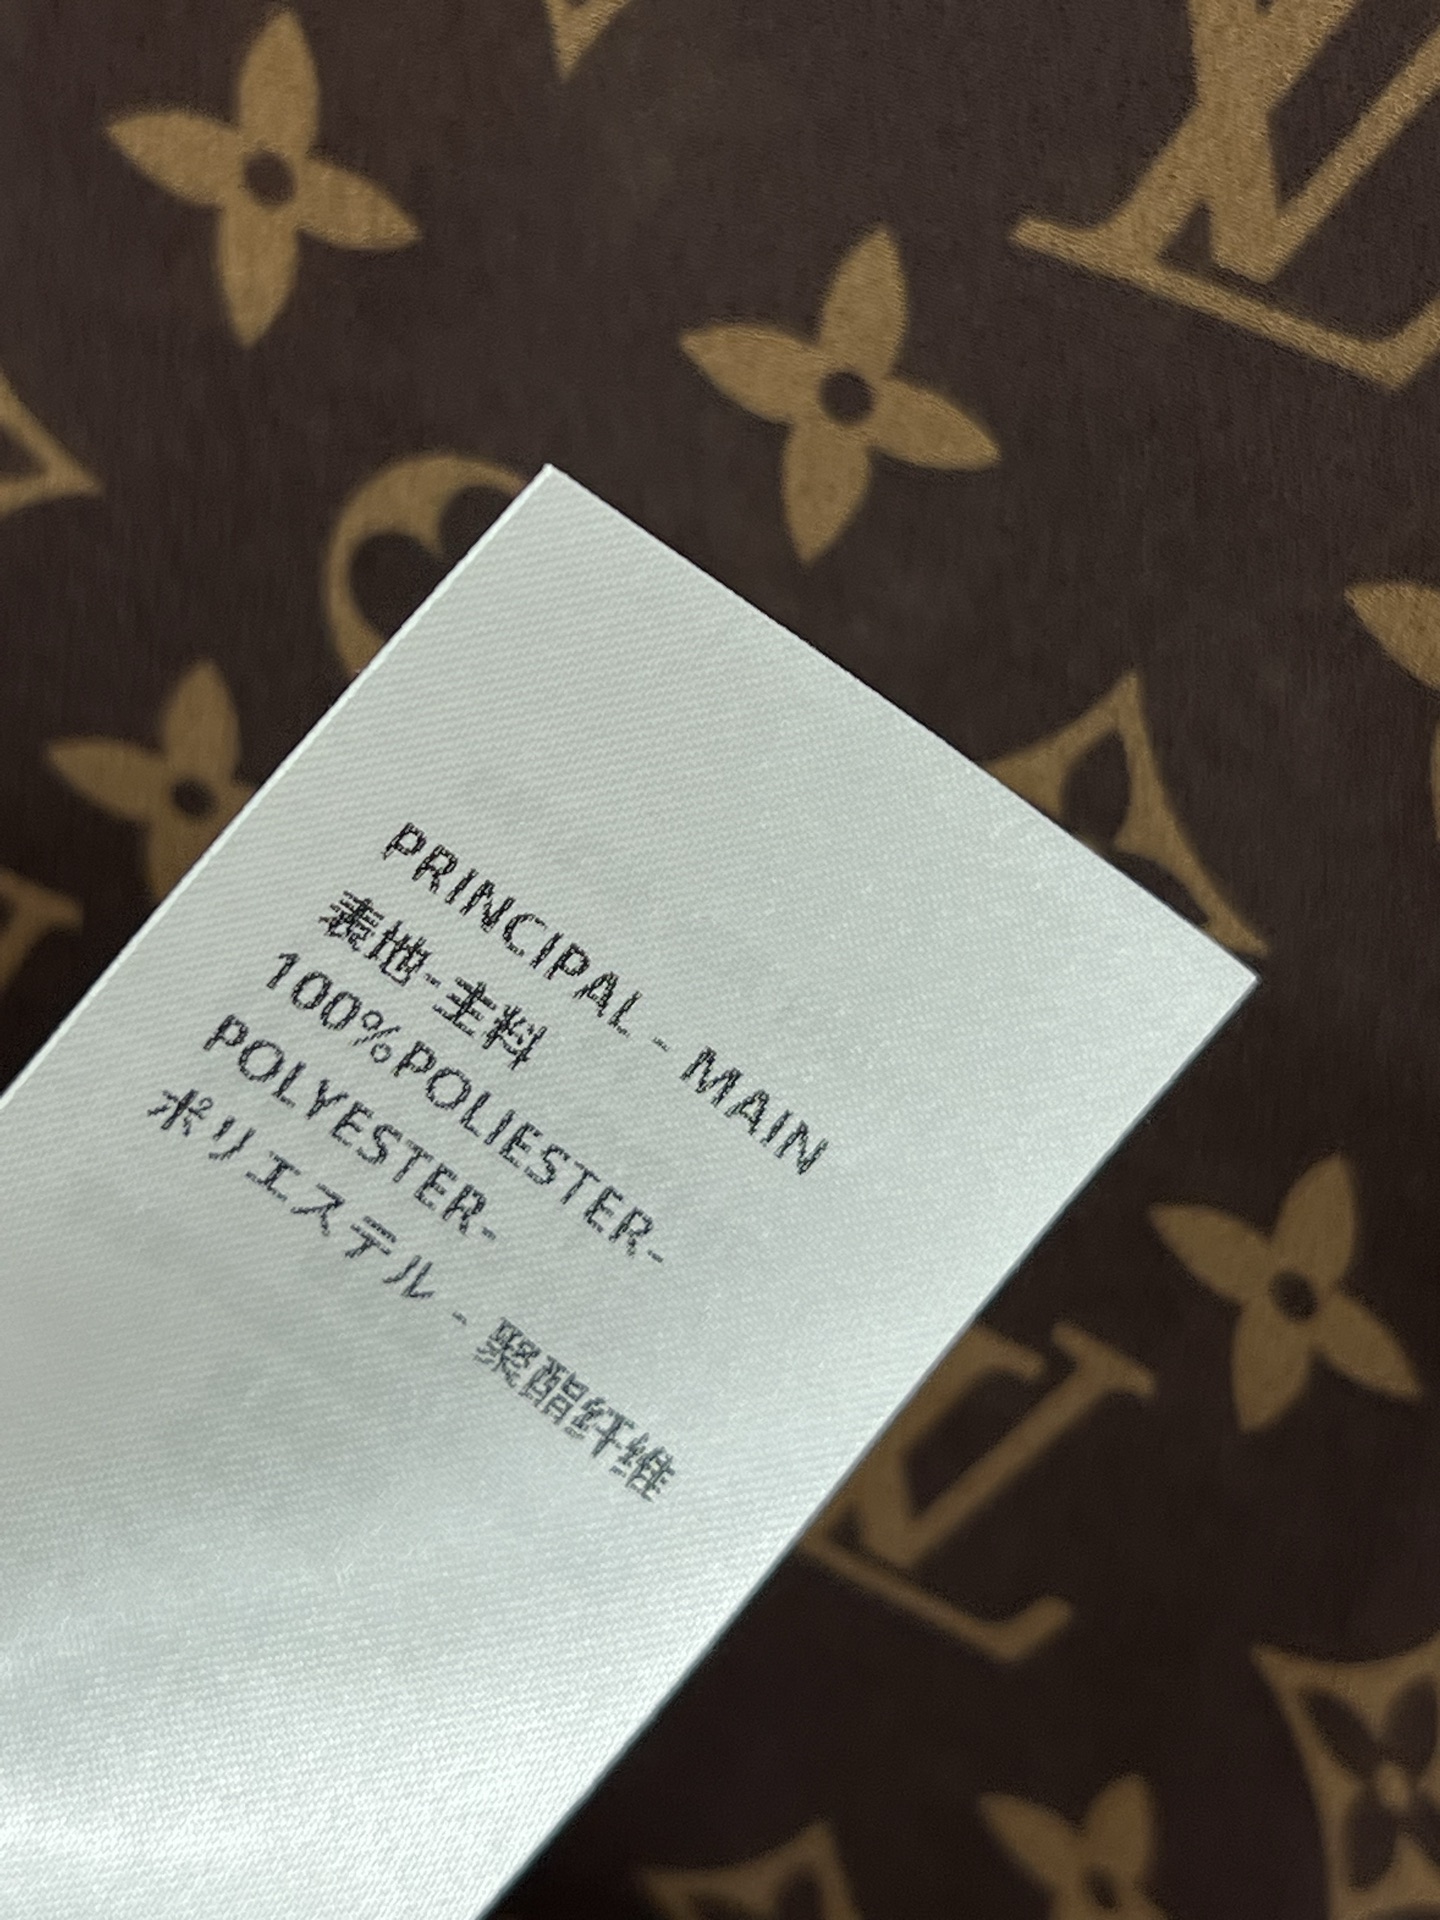 PRINCIPAL - MAIN
表地-主料
100%POLIESTER-
POLYESTER-
ポリエステル - 聚酯纤维